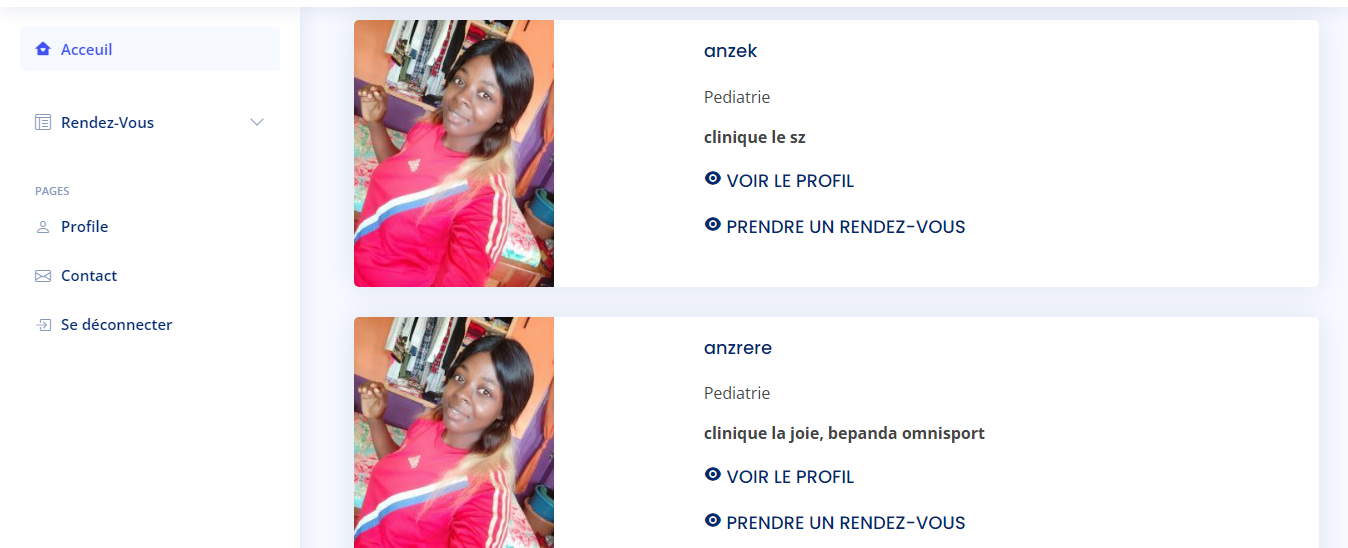 Acceuil
Rendez-Vous
PAGES
Profile
Contact
Se déconnecter
anzek
Pediatrie
clinique le sz
VOIR LE PROFIL
PRENDRE UN RENDEZ-VOUS
anzrere
Pediatrie
clinique la joie, bepanda omnisport
VOIR LE PROFIL
PRENDRE UN RENDEZ-VOUS